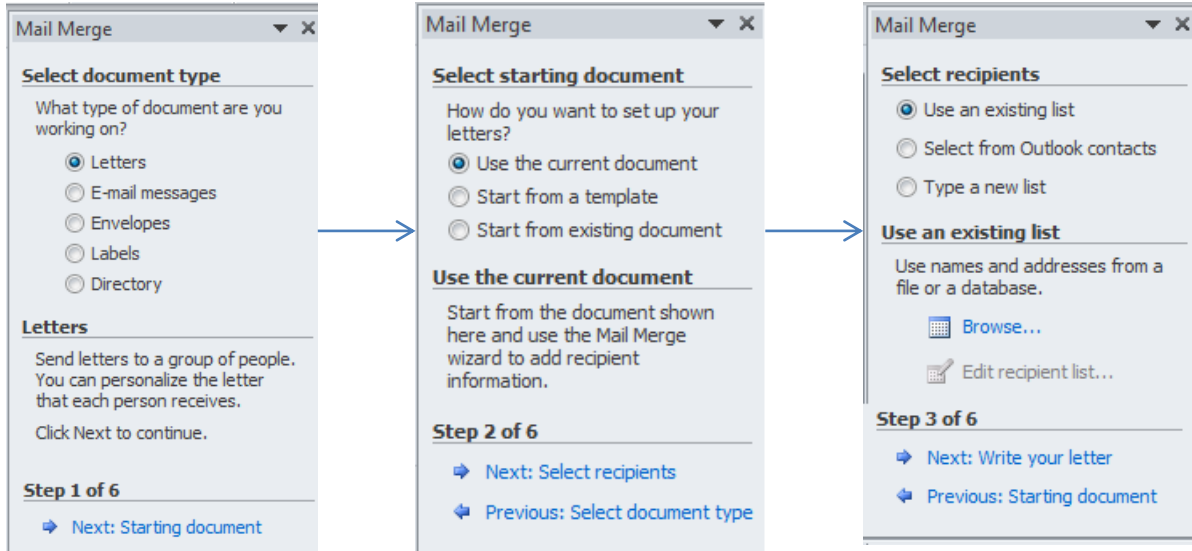 Mail Merge
Select document type
What type of document are you
working on?
Letters
E-mail messages
Envelopes
Labels
Directory
Letters
Send letters to a group of people.
You can personalize the letter
that each person receives.
Click Next to continue.
Step 1 of 6
Next: Starting document
Mail Merge
Select starting document
How do you want to set up your
letters?
Use the current document
Start from a template
Start from existing document
Use the current document
Start from the document shown
here and use the Mail Merge
wizard to add recipient
information.
Step 2 of 6
Next: Select recipients
Previous: Select document type
Mail Merge
Select recipients
Use an existing list
Select from Outlook contacts
Type a new list
Use an existing list
Use names and addresses from a
file or a database.
Browse...
Edit recipient list...
Step 3 of 6
Next: Write your letter
Previous: Starting document